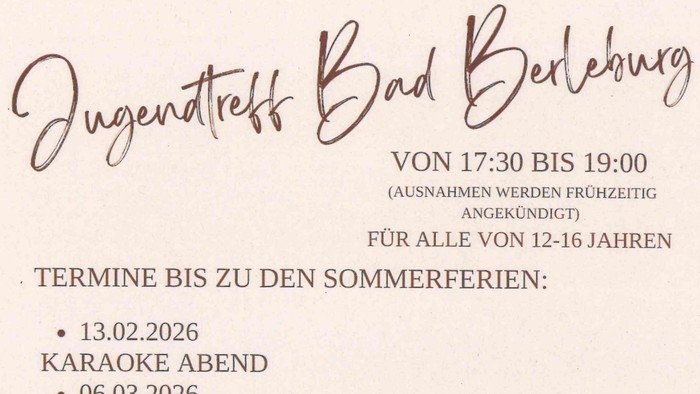 Jugendtreff Bad Berleburg
VON 17:30 BIS 19:00
(AUSNAHMEN WERDEN FRÜHZEITIG
ANGEKÜNDIGT)
FÜR ALLE VON 12-16 JAHREN
TERMINE BIS ZU DEN SOMMERFERIEN:
• 13.02.2026
KARAOKE ABEND
• 06.03.2026